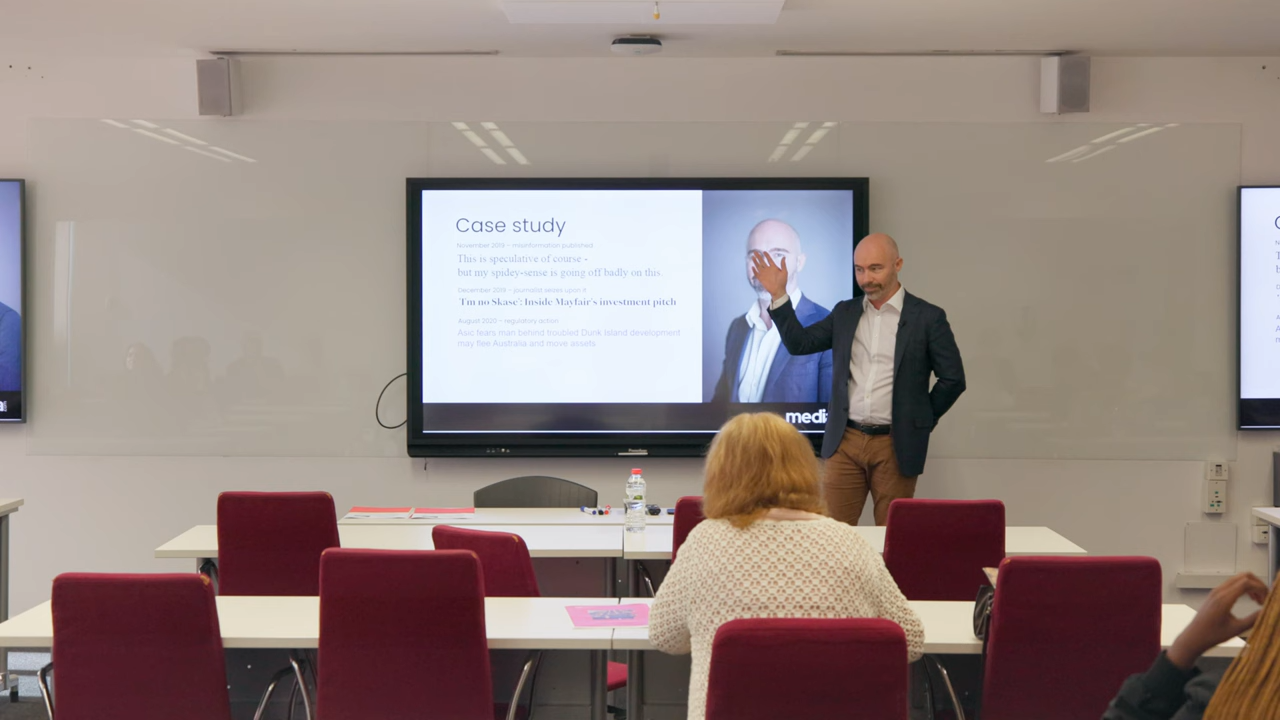 Case study
November 2019 – misinformation published
This is speculative of course -
but my spidey-sense is going off badly on this.
December 2019 – journalist seizes upon it
'I'm no Skase': Inside Mayfair's investment pitch
August 2020 – regulatory action
Asic fears man behind troubled Dunk Island development
may flee Australia and move assets
medi